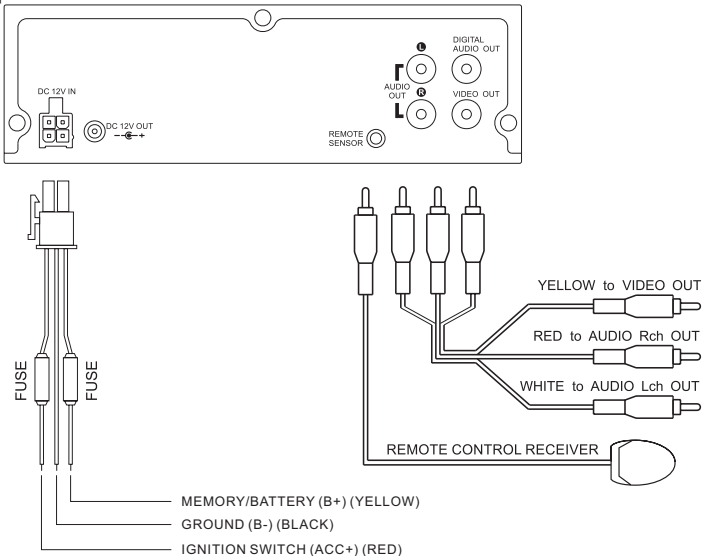 DIGITAL
AUDIO OUT
L
AUDIO
OUT
R
VIDEO OUT
DC 12V IN
DC 12V OUT
- +
REMOTE
SENSOR
YELLOW to VIDEO OUT
RED to AUDIO Rch OUT
WHITE to AUDIO Lch OUT
REMOTE CONTROL RECEIVER
FUSE
FUSE
MEMORY/BATTERY (B+) (YELLOW)
GROUND (B-) (BLACK)
IGNITION SWITCH (ACC+) (RED)